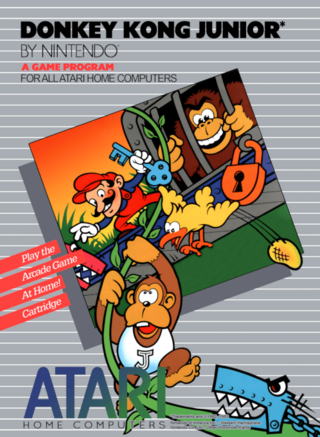 DONKEY KONG JUNIOR*
BY NINTENDO®
A GAME PROGRAM
FOR ALL ATARI HOME COMPUTERS
Play the
Arcade Game
At Home!
Cartridge
J
ATARI
HOME COMPUTERS